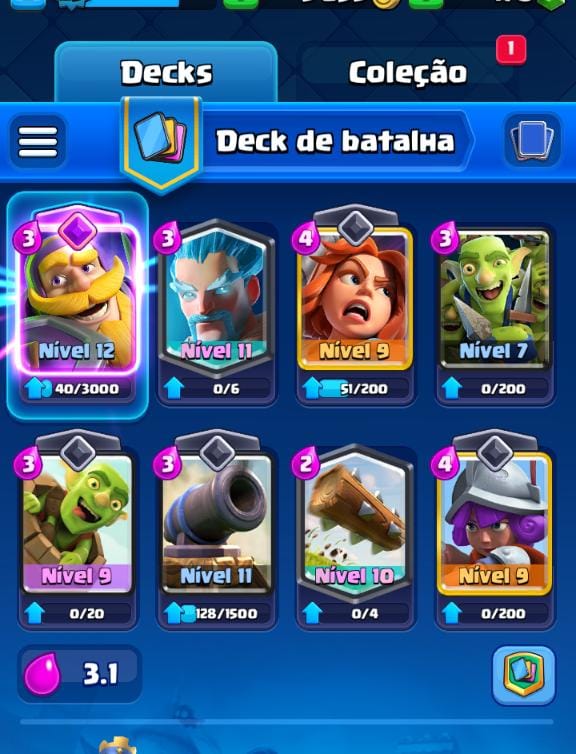 Decks
Coleção
1
Deck de batalha
3
3
4
3
Nível 12
Nível 11
Nível 9
Nível 7
40/3000
0/6
51/200
0/200
3
3
2
4
Nível 9
Nível 11
Nível 10
Nível 9
0/20
128/1500
0/4
0/200
3.1